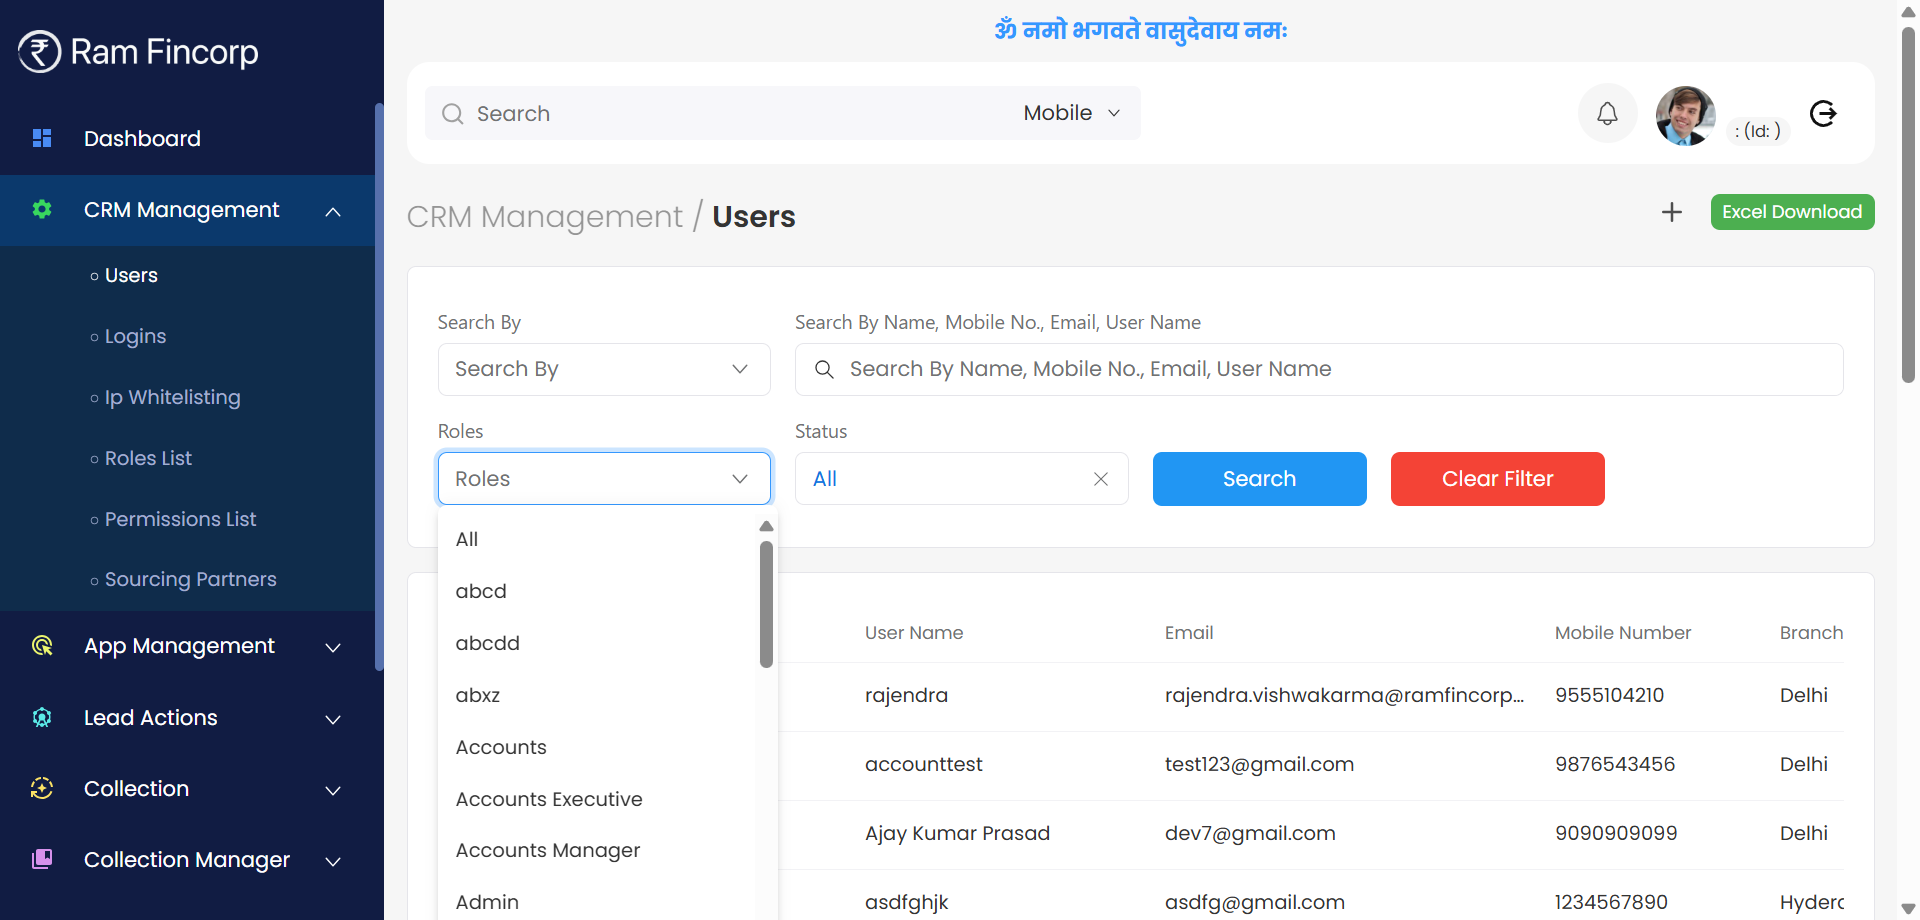 ॐ नमो भगवते वासुदेवाय नमः
Ram Fincorp
Dashboard
CRM Management
Users
Logins
Ip Whitelisting
Roles List
Permissions List
Sourcing Partners
App Management
Lead Actions
Collection
Collection Manager
Search
Mobile
: (Id: )
CRM Management / Users
Excel Download
Search By
Search By Name, Mobile No., Email, User Name
Search By
Search By Name, Mobile No., Email, User Name
Roles
Status
Roles
All
Search
Clear Filter
All
abcd
abcdd
abxz
Accounts
Accounts Executive
Accounts Manager
Admin
User Name Email Mobile Number Branch
rajendra rajendra.vishwakarma@ramfincorp... 9555104210 Delhi
accounttest test123@gmail.com 9876543456 Delhi
Ajay Kumar Prasad dev7@gmail.com 9090909099 Delhi
asdfghjk asdfg@gmail.com 1234567890